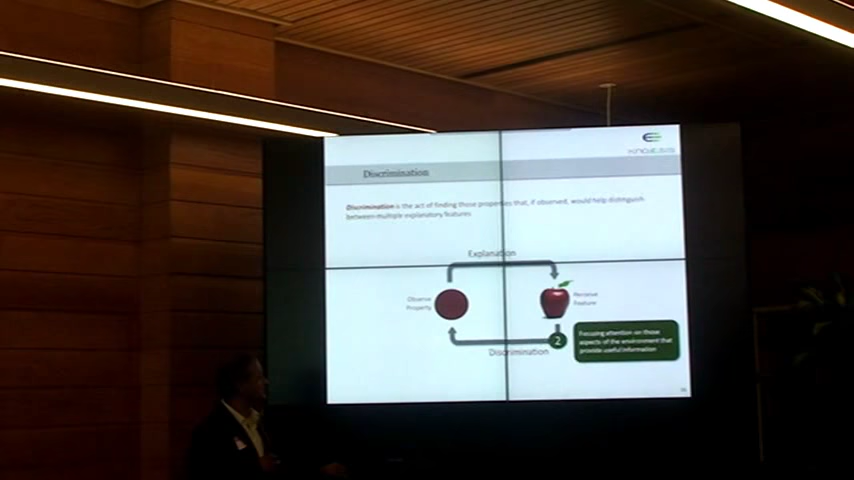 KNO.E.SIS
Discrimination
Discrimination is the act of finding those properties that, if observed, would help distinguish
between multiple explanatory features
Explanation
Observe
Property
Perceive
Feature
2
Focusing attention on those
aspects of the environment that
provide useful information
Discrimination